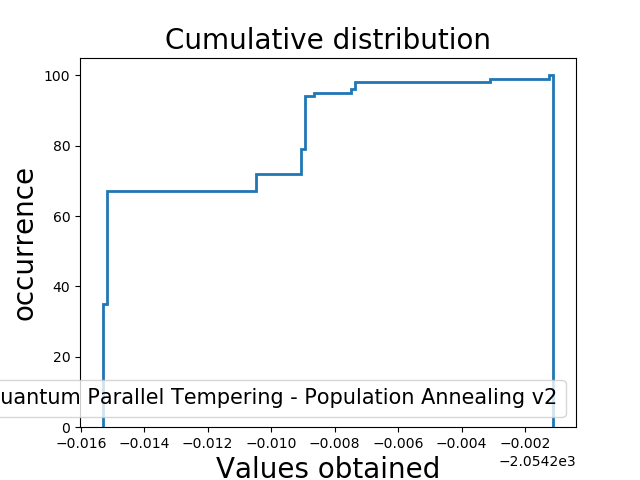 Cumulative distribution
occurrence
100
80
60
40
20
0
uantum Parallel Tempering - Population Annealing v2
−0.016 −0.014 −0.012 −0.010 −0.008 −0.006 −0.004 −0.002
−2.0542e3
Values obtained